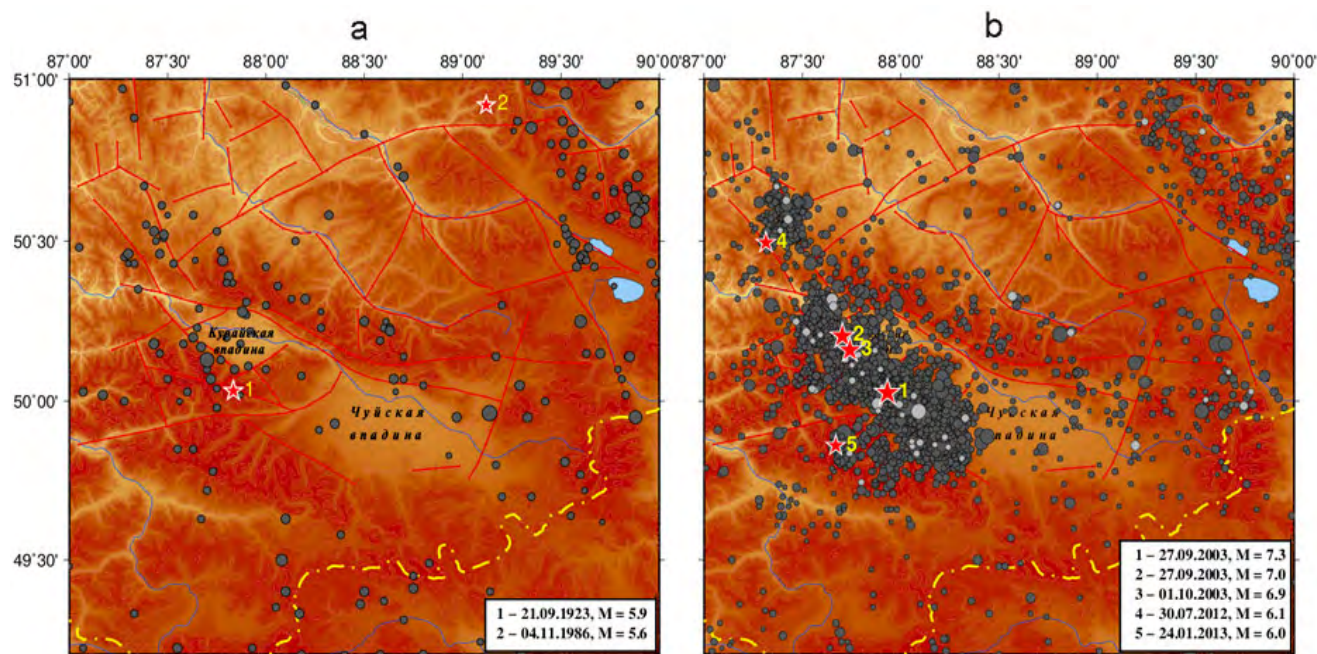 a
b
87°00'
87°30'
88°00'
88°30'
89°00'
89°30'
90°00'
87°00'
87°30'
88°00'
88°30'
89°00'
89°30'
90°00'
51°00'
50°30'
50°00'
49°30'
2
Курайская
впадина
1
Чуйская
впадина
1 – 21.09.1923, M = 5.9
2 – 04.11.1986, M = 5.6
4
2
3
1
5
Чуйская
падина
1 – 27.09.2003, M = 7.3
2 – 27.09.2003, M = 7.0
3 – 01.10.2003, M = 6.9
4 – 30.07.2012, M = 6.1
5 – 24.01.2013, M = 6.0